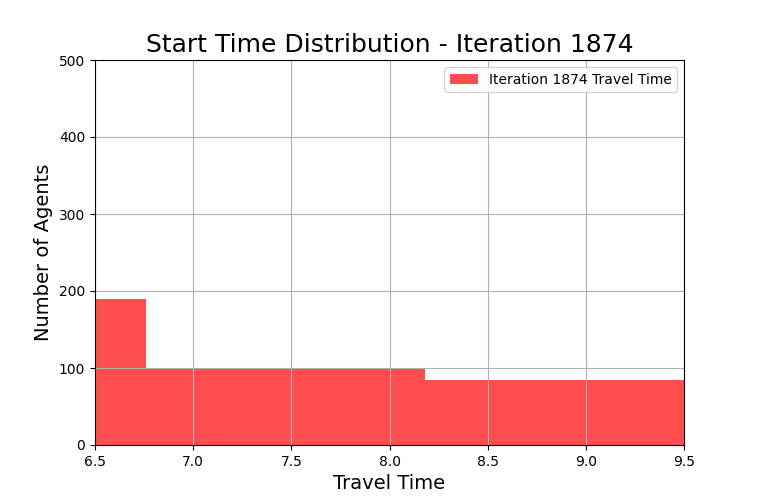 Start Time Distribution - Iteration 1874
Iteration 1874 Travel Time
Number of Agents
500
400
300
200
100
0
6.5 7.0 7.5 8.0 8.5 9.0 9.5
Travel Time